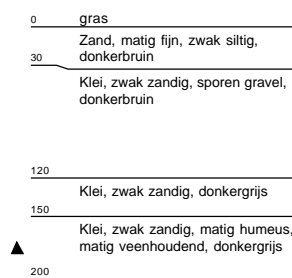 0 gras
Zand, matig fijn, zwak siltig,
donkerbruin
30
Klei, zwak zandig, sporen gravel,
donkerbruin
120
Klei, zwak zandig, donkergrijs
150
Klei, zwak zandig, matig humeus,
matig veenhoudend, donkergrijs
200